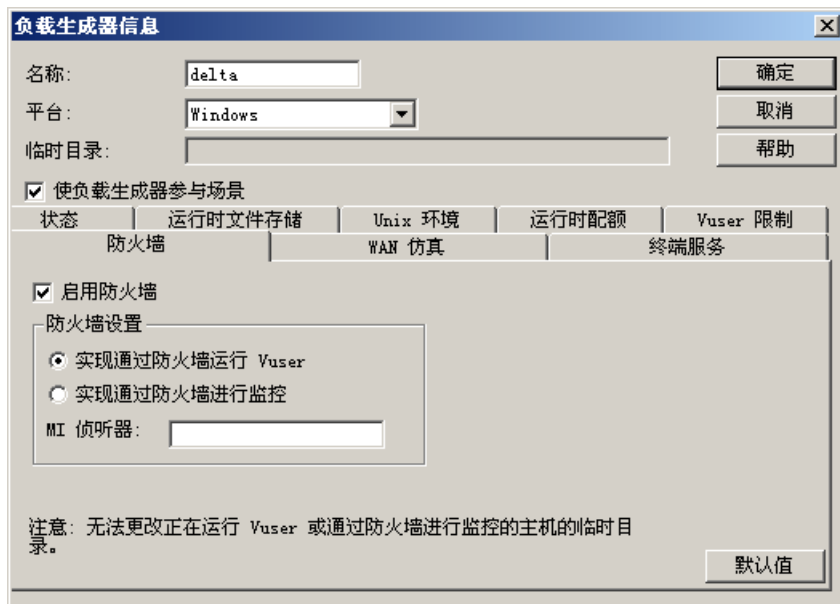 负载生成器信息
名称: delta 确定
平台: Windows 取消
临时目录: 帮助
使负载生成器参与场景
状态 运行时文件存储 Unix 环境 运行时配额 Vuser 限制
防火墙 WAN 仿真 终端服务
启用防火墙
防火墙设置
实现通过防火墙运行 Vuser
实现通过防火墙进行监控
MI 侦听器:
注意: 无法更改正在运行 Vuser 或通过防火墙进行监控的主机的临时目
录。
默认值